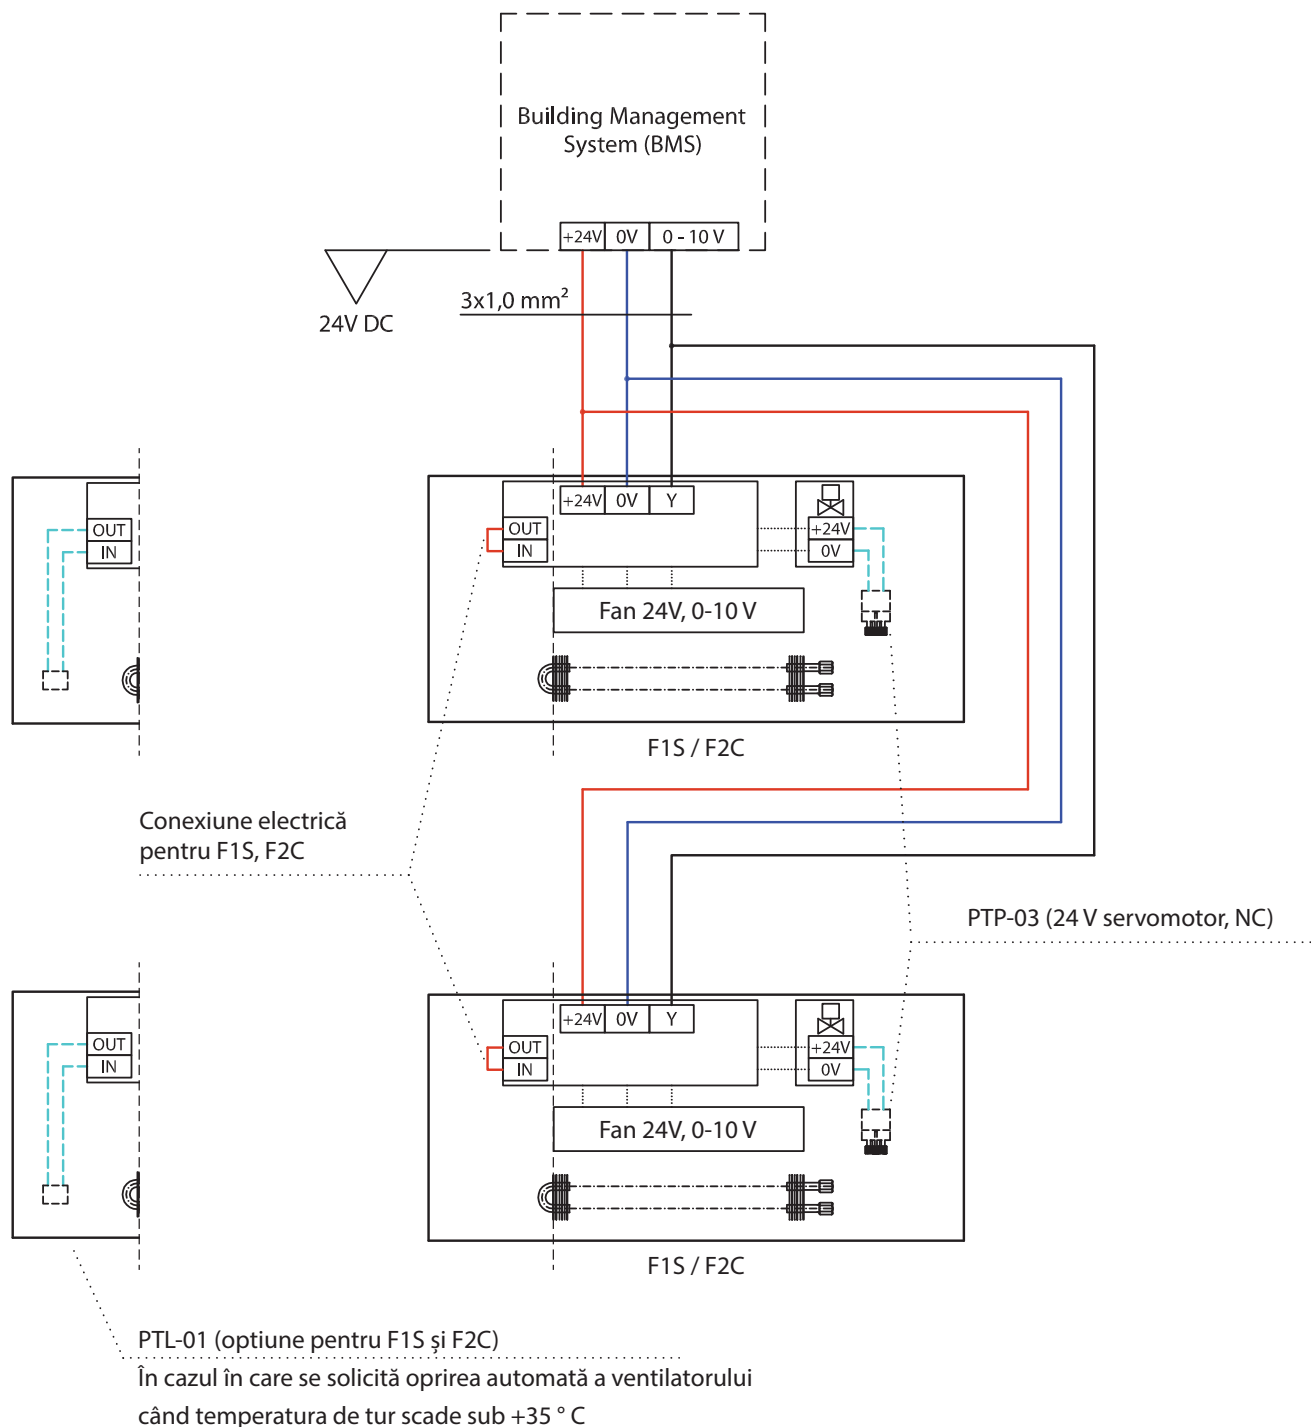 Building Management
System (BMS)
+24V 0V 0 - 10 V
3x1,0 mm²
24V DC
OUT
IN
+24V 0V Y
OUT
IN
+24V
0V
Fan 24V, 0-10 V
F1S / F2C
Conexiune electrică
pentru F1S, F2C
PTP-03 (24 V servomotor, NC)
OUT
IN
+24V 0V Y
OUT
IN
+24V
0V
Fan 24V, 0-10 V
F1S / F2C
PTL-01 (optiune pentru F1S și F2C)
În cazul în care se solicită oprirea automată a ventilatorului
când temperatura de tur scade sub +35 ° C